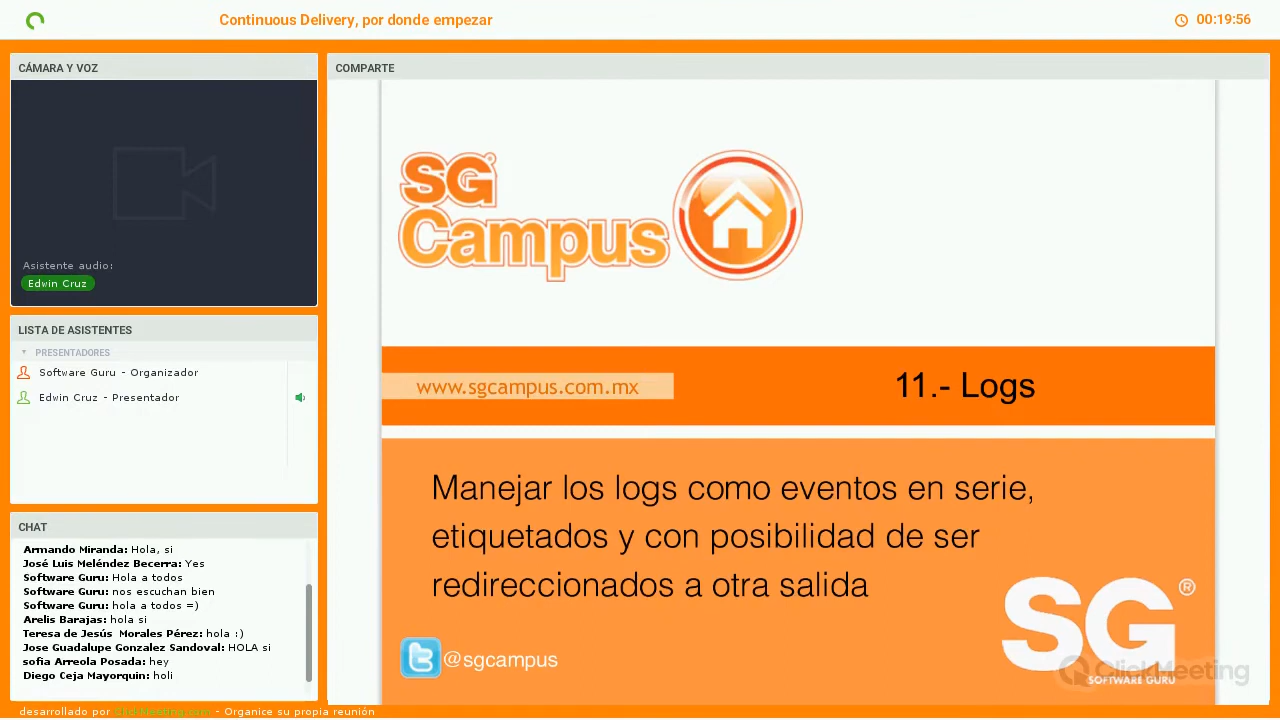 Continuous Delivery, por donde empezar
00:19:56
CÁMARA Y VOZ
Asistente audio:
Edwin Cruz
LISTA DE ASISTENTES
PRESENTADORES
Software Guru - Organizador
Edwin Cruz - Presentador
CHAT
Armando Miranda: Hola, si
José Luis Meléndez Becerra: Yes
Software Guru: Hola a todos
Software Guru: nos escuchan bien
Software Guru: hola a todos =)
Arelis Barajas: hola si
Teresa de Jesús Morales Pérez: hola :)
Jose Guadalupe Gonzalez Sandoval: HOLA si
sofia Arreola Posada: hey
Diego Ceja Mayorquin: holi
desarrollado por ClickMeeting.com - Organice su propia reunión
COMPARTE
SG
Campus
www.sgcampus.com.mx
11.- Logs
Manejar los logs como eventos en serie,
etiquetados y con posibilidad de ser
redireccionados a otra salida
@sgcampus
SG®
SOFTWARE GURU
ClickMeeting